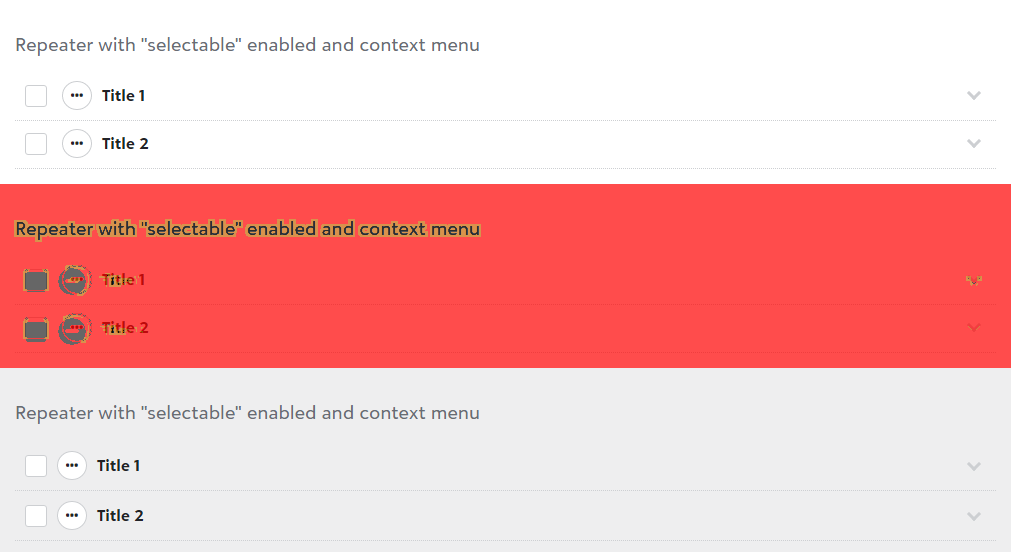 Repeater with "selectable" enabled and context menu
Title 1
Title 2
Repeater with "selectable" enabled and context menu
Title 1
Title 2
Repeater with "selectable" enabled and context menu
Title 1
Title 2